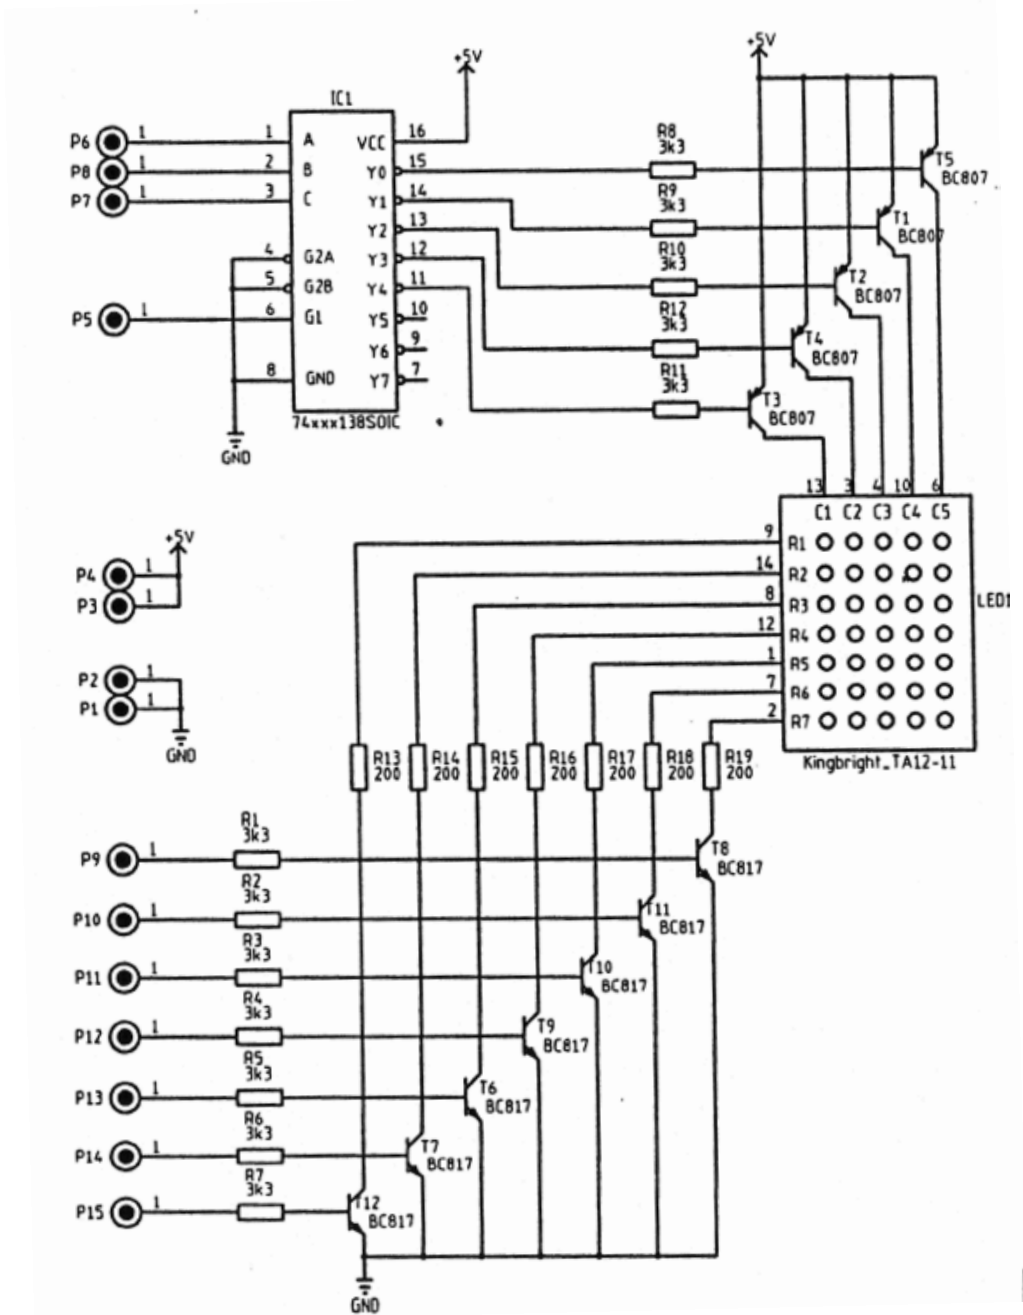 +5V
+5V
IC1
P6 1 1 A VCC 16
P8 1 2 B Y0 15
P7 1 3 C Y1 14
Y2 13
4 G2A Y3 12
5 G2B Y4 11
P5 1 6 G1 Y5 10
Y6 9
8 GND Y7 7
74xxx138SOIC
GND
R8
3k3
T5
BC807
R9
3k3
T1
BC807
R10
3k3
T2
BC807
R12
3k3
T4
BC807
R11
3k3
T3
BC807
13 3 4 10 6
C1 C2 C3 C4 C5
9 R1
14 R2
8 R3
12 R4
1 R5
7 R6
2 R7
LED1
Kingbright_TA12-11
+5V
P4 1
P3 1
P2 1
P1 1
GND
R13 R14 R15 R16 R17 R18 R19
200 200 200 200 200 200 200
R1
3k3
P9 1
T8
BC817
R2
3k3
P10 1
T11
BC817
R3
3k3
P11 1
T10
BC817
R4
3k3
P12 1
T9
BC817
R5
3k3
P13 1
T6
BC817
R6
3k3
P14 1
T7
BC817
R7
3k3
P15 1
T12
BC817
GND